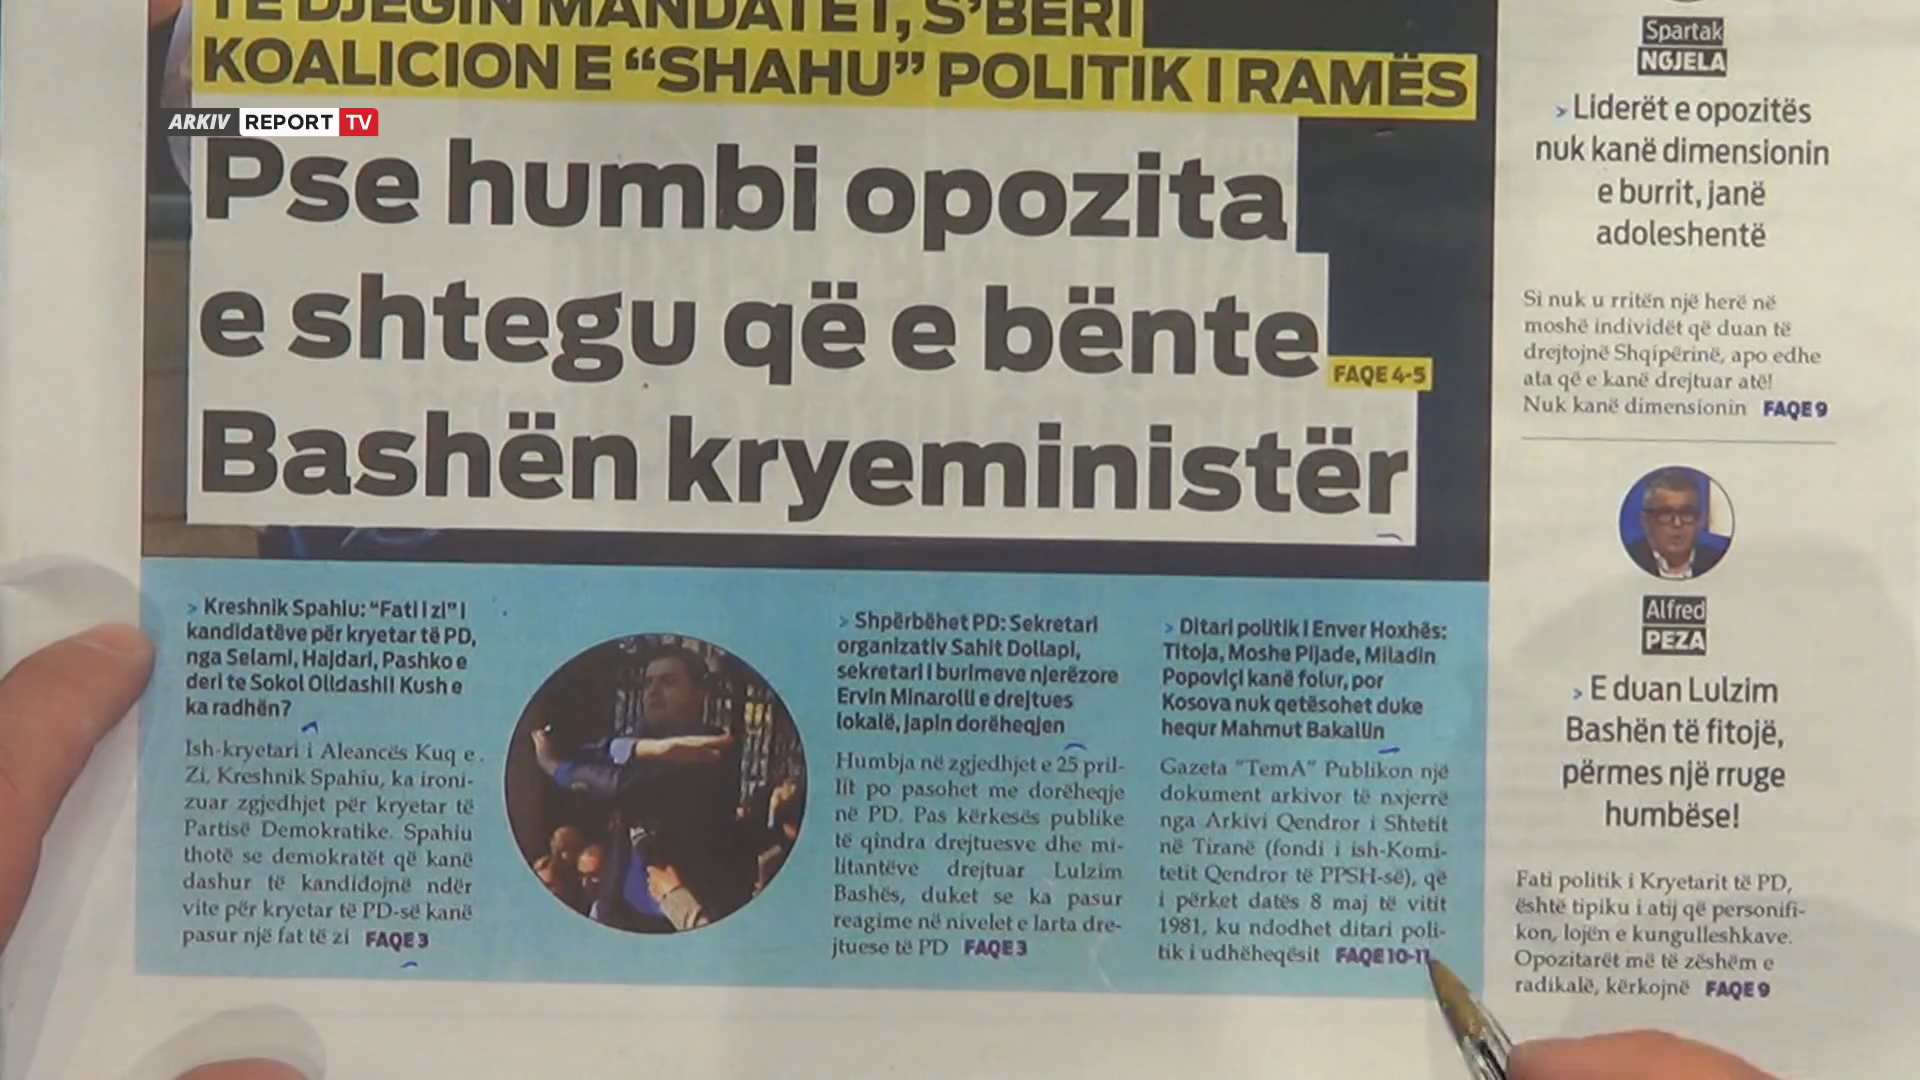 TË DJEGIN MANDATET, S’BËRI
KOALICION E “SHAHU” POLITIK I RAMËS
ARKIV REPORT TV
Pse humbi opozita
e shtegu që e bënte
Bashën kryeministër
FAQE 4-5
> Kreshnik Spahiu: “Fati i zi” i
kandidatëve për kryetar të PD,
nga Selami, Hajdari, Pashko e
deri te Sokol Olldashi! Kush e
ka radhën?
Ish-kryetari i Aleancës Kuq e
Zi, Kreshnik Spahiu, ka ironi-
zuar zgjedhjet për kryetar të
Partisë Demokratike. Spahiu
thotë se demokratët që kanë
dashur të kandidojnë ndër
vite për kryetar të PD-së kanë
pasur një fat të zi FAQE 3
> Shpërbëhet PD: Sekretari
organizativ Sahit Dollapi,
sekretari i burimeve njerëzore
Ervin Minarolli e drejtues
lokalë, japin dorëheqjen
Humbja në zgjedhjet e 25 pril-
lit po pasohet me dorëheqje
në PD. Pas kërkesës publike
të qindra drejtuesve dhe mi-
litantëve drejtuar Lulzim
Bashës, duket se ka pasur
reagime në nivelet e larta dre-
jtuese të PD FAQE 3
> Ditari politik i Enver Hoxhës:
Titoja, Moshe Pijade, Miladin
Popoviçi kanë folur, por
Kosova nuk qetësohet duke
hequr Mahmut Bakallin
Gazeta “TemA” Publikon një
dokument arkivor të nxjerrë
nga Arkivi Qendror i Shtetit
në Tiranë (fondi i ish-Komi-
tetit Qendror të PPSH-së), që
i përket datës 8 maj të vitit
1981, ku ndodhet ditari poli-
tik i udhëheqësit FAQE 10-11
Spartak
NGJELA
> Liderët e opozitës
nuk kanë dimensionin
e burrit, janë
adoleshentë
Si nuk u rritën një herë në
moshë individët që duan të
drejtojnë Shqipërinë, apo edhe
ata që e kanë drejtuar atë!
Nuk kanë dimensionin FAQE 9
Alfred
PEZA
> E duan Lulzim
Bashën të fitojë,
përmes një rruge
humbëse!
Fati politik i Kryetarit të PD,
është tipiku i atij që personifi-
kon, lojën e kungulleshkave.
Opozitarët më të zëshëm e
radikalë, kërkojnë FAQE 9